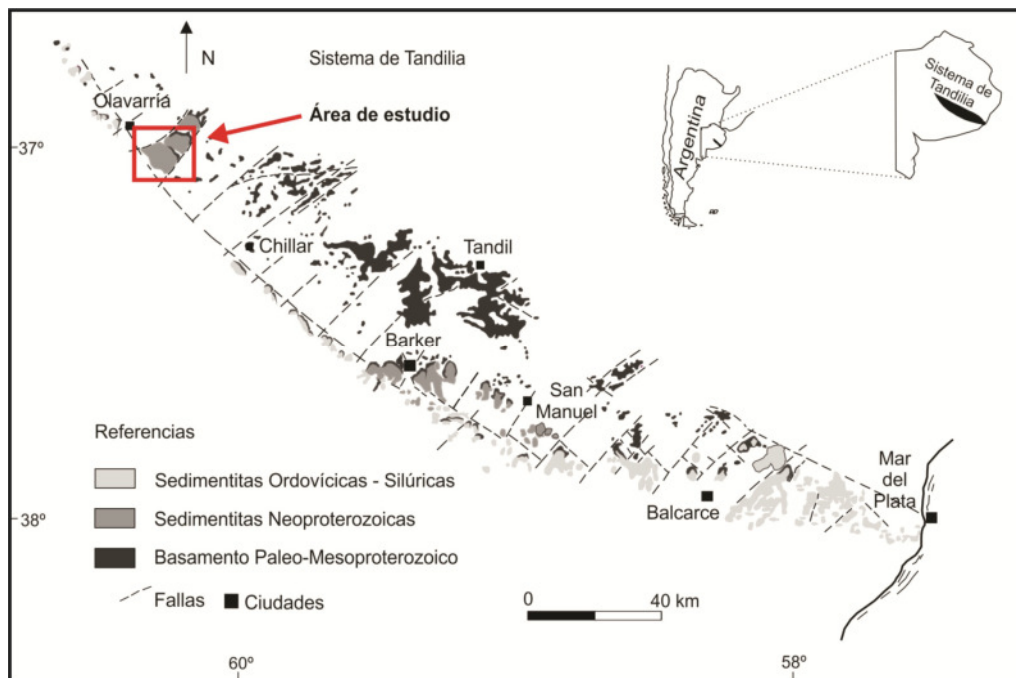 N
Sistema de Tandilia
Olavarría
Área de estudio
Argentina
Sistema de
Tandilia
37º
Chillar
Tandil
Barker
San
Manuel
Referencias
Sedimentitas Ordovícicas - Silúricas
Sedimentitas Neoproterozoicas
Basamento Paleo-Mesoproterozoico
Fallas
Ciudades
Mar
del
Plata
Balcarce
38º
0
40 km
60º
58º